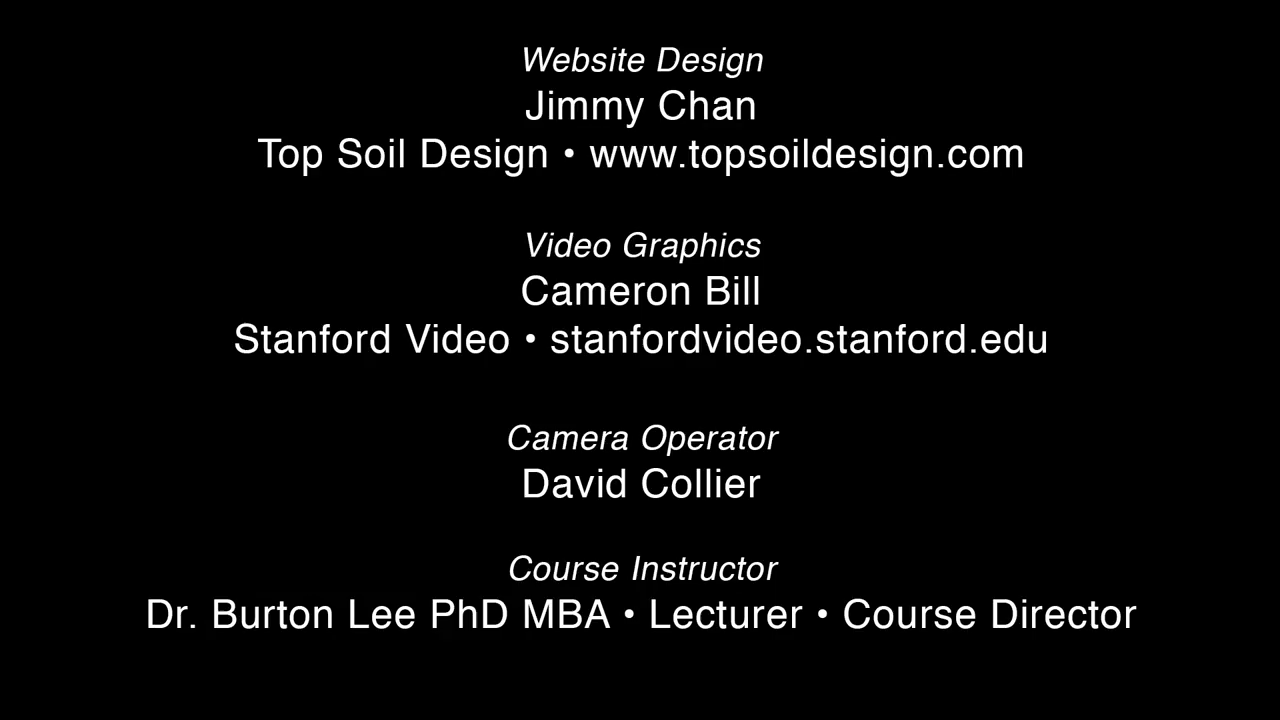 Website Design
Jimmy Chan
Top Soil Design • www.topsoildesign.com
Video Graphics
Cameron Bill
Stanford Video • stanfordvideo.stanford.edu
Camera Operator
David Collier
Course Instructor
Dr. Burton Lee PhD MBA • Lecturer • Course Director